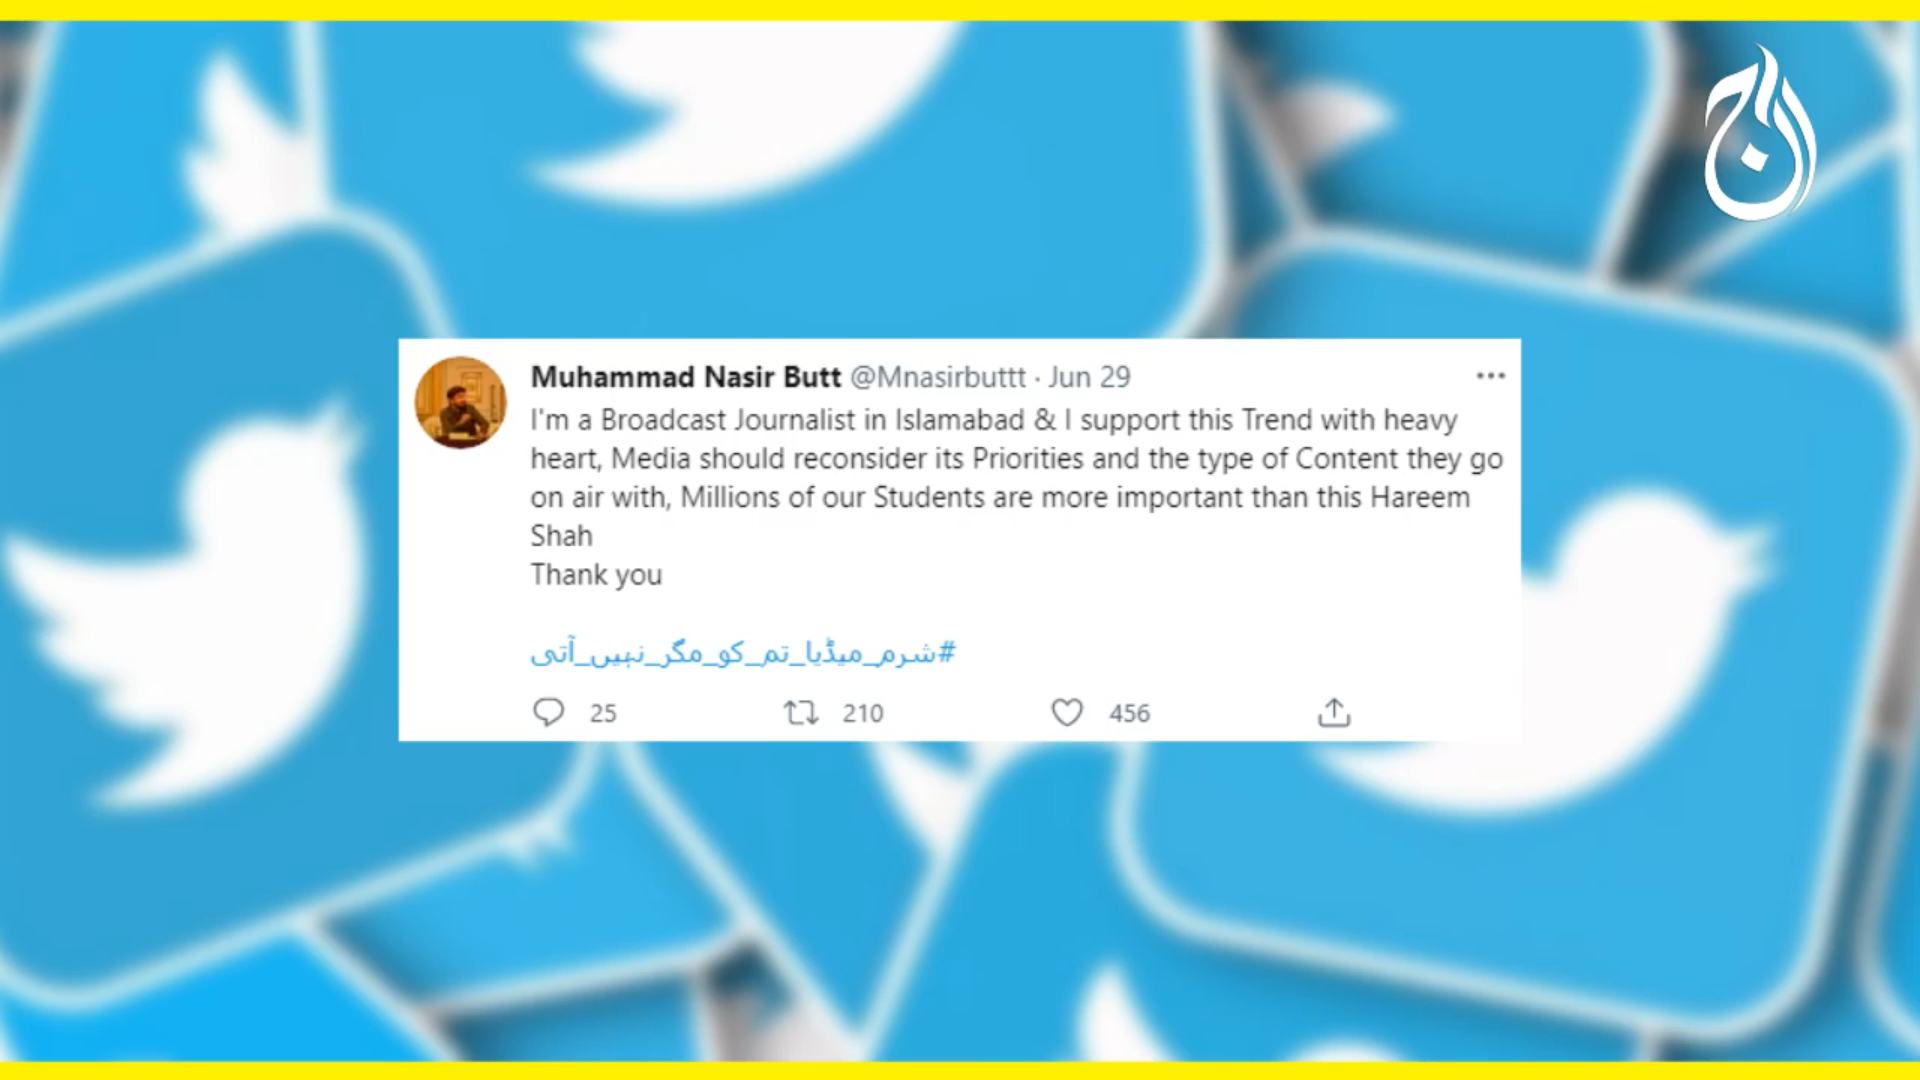 آج
Muhammad Nasir Butt @Mnasirbuttt · Jun 29
I'm a Broadcast Journalist in Islamabad & I support this Trend with heavy
heart, Media should reconsider its Priorities and the type of Content they go
on air with, Millions of our Students are more important than this Hareem
Shah
Thank you
#شرم_میڈیا_تم_کو_مگر_نہیں_آتی
25 210 456